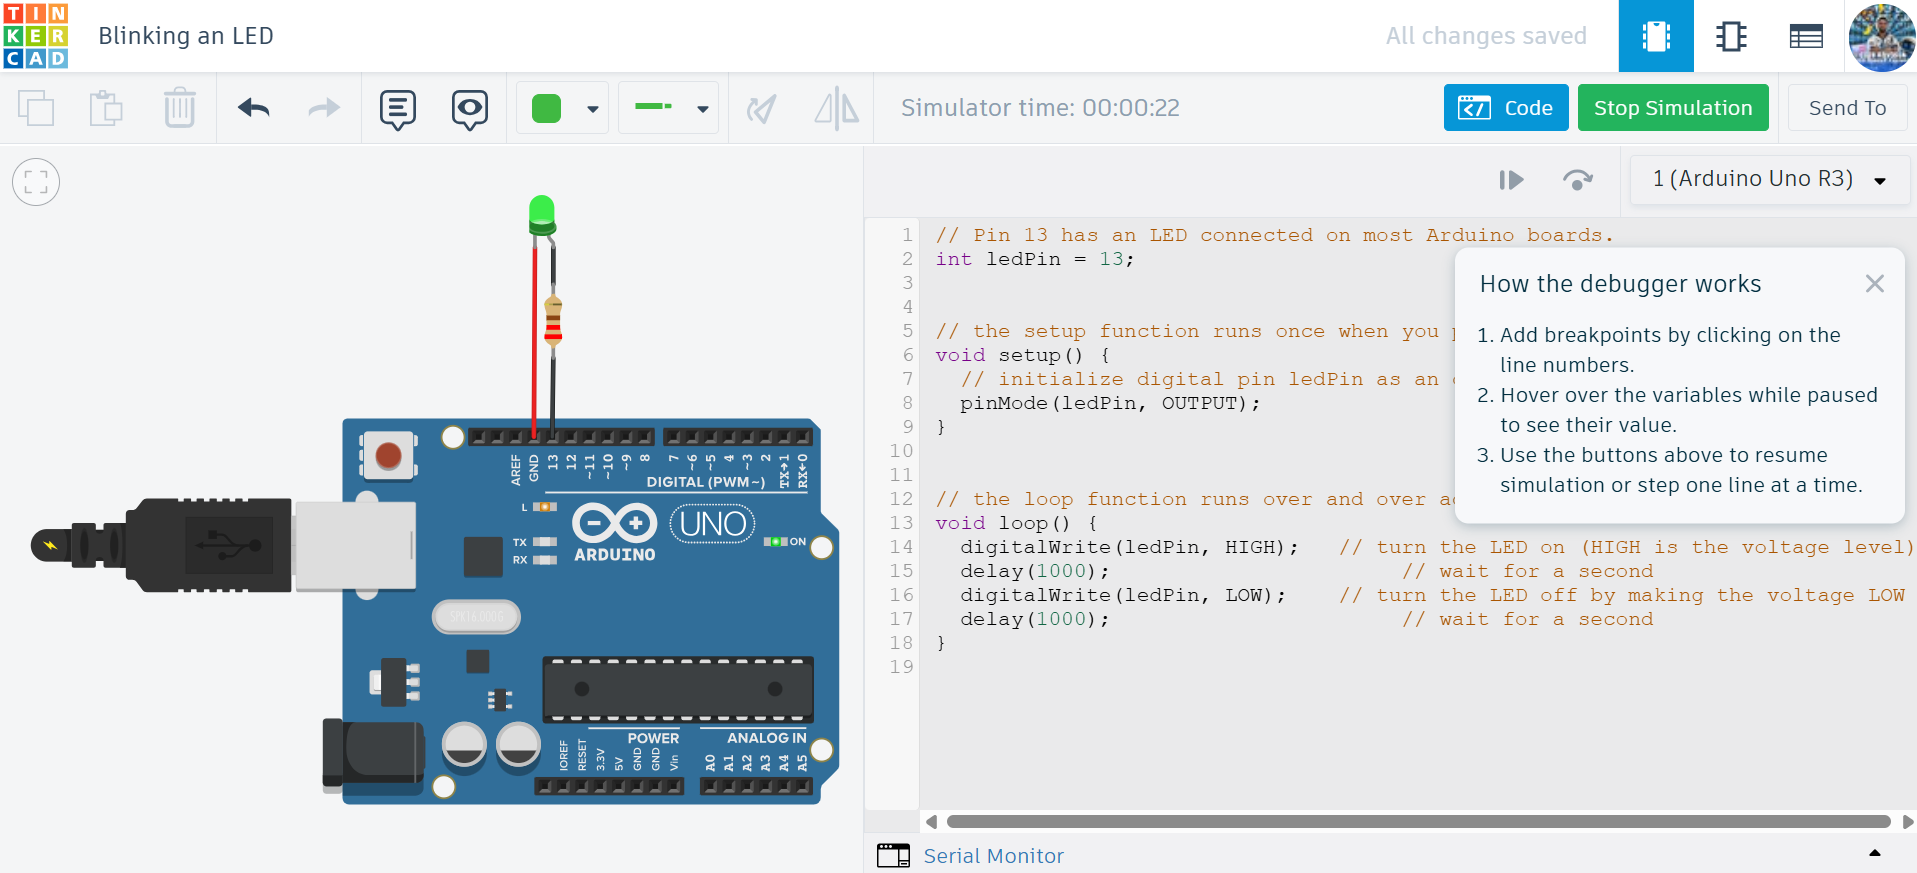 TINKERCAD
Blinking an LED
All changes saved
Simulator time: 00:00:22
Code
Stop Simulation
Send To
1 (Arduino Uno R3)
1 // Pin 13 has an LED connected on most Arduino boards.
2 int ledPin = 13;
3
4
5 // the setup function runs once when you
6 void setup() {
7 // initialize digital pin ledPin as an
8 pinMode(ledPin, OUTPUT);
9 }
10
11
12 // the loop function runs over and over
13 void loop() {
14 digitalWrite(ledPin, HIGH); // turn the LED on (HIGH is the voltage level)
15 delay(1000); // wait for a second
16 digitalWrite(ledPin, LOW); // turn the LED off by making the voltage LOW
17 delay(1000); // wait for a second
18 }
19
How the debugger works
1. Add breakpoints by clicking on the
line numbers.
2. Hover over the variables while paused
to see their value.
3. Use the buttons above to resume
simulation or step one line at a time.
Serial Monitor
AREF GND 13 12 ~11 ~10 ~9 8 7 ~6 ~5 4 ~3 2 TX→1 RX←0
DIGITAL (PWM~)
L
TX
RX
ARDUINO
UNO
ON
SPK16.000G
POWER
ANALOG IN
IOREF RESET 3.3V 5V GND GND Vin A0 A1 A2 A3 A4 A5